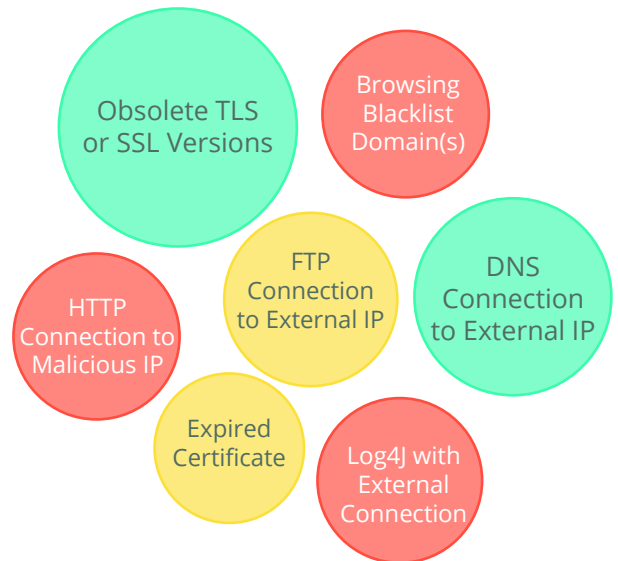 Obsolete TLS
or SSL Versions
Browsing
Blacklist
Domain(s)
FTP
Connection
to External IP
DNS
Connection
to External IP
HTTP
Connection to
Malicious IP
Expired
Certificate
Log4J with
External
Connection